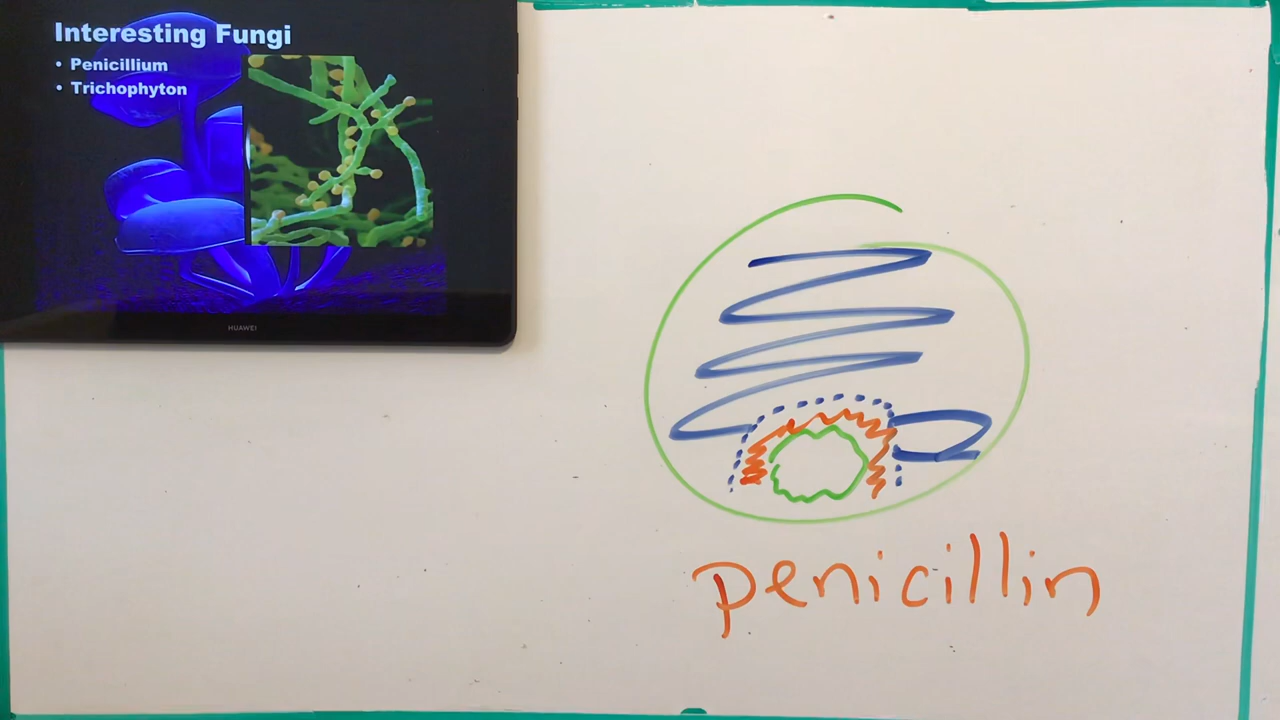 Interesting Fungi
• Penicillium
• Trichophyton
HUAWEI
penicillin